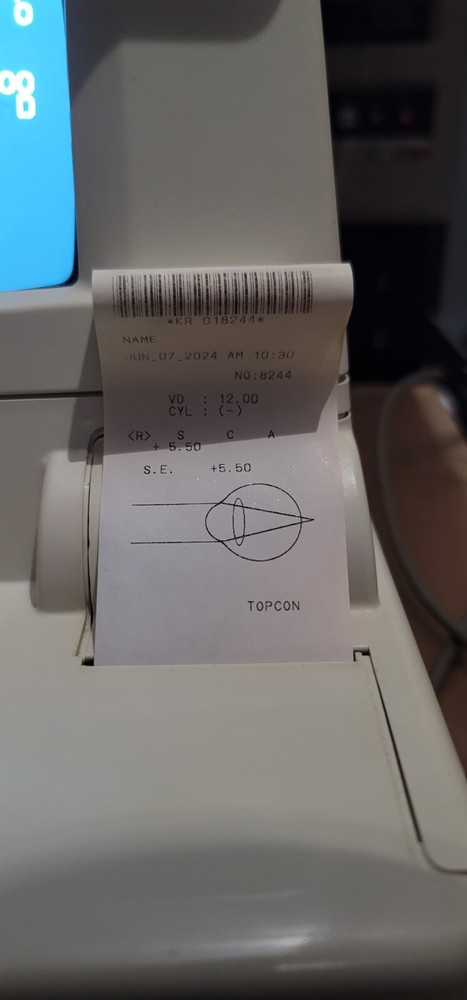 *KR 018244*
NAME
JUN_07_2024 AM 10:30
NO:8244
VD : 12.00
CYL : (-)
<R> S C A
+ 5.50
S.E. +5.50
TOPCON